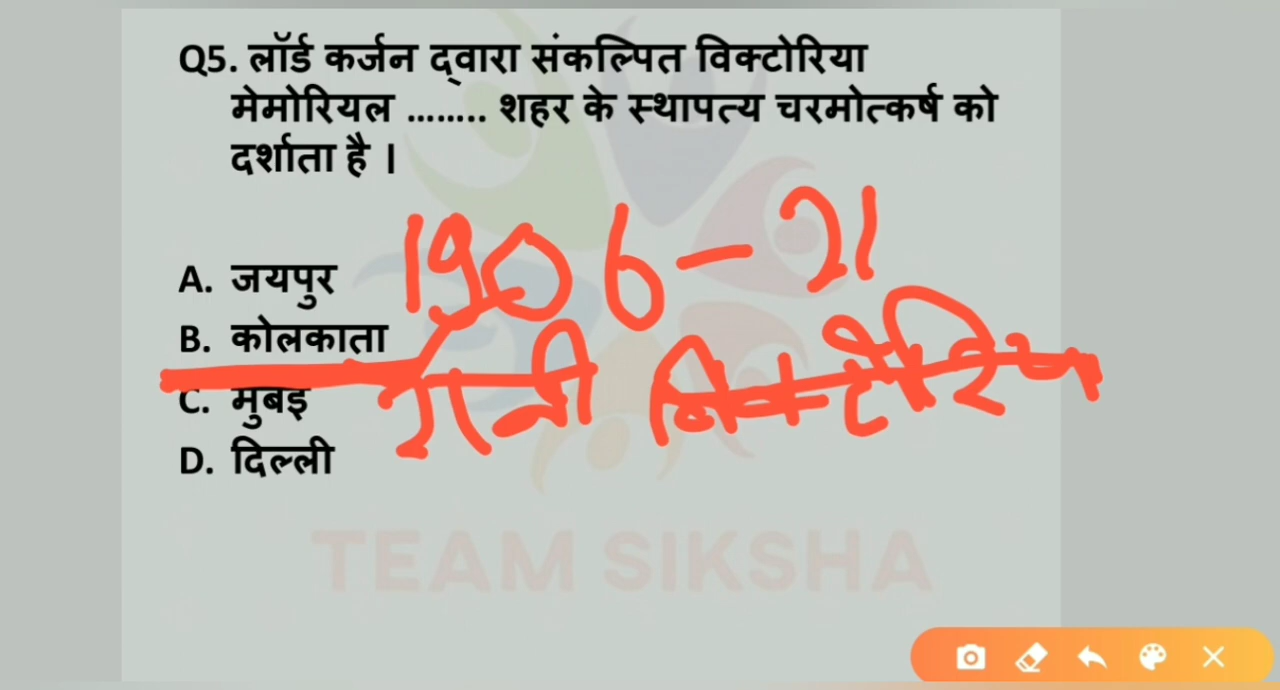 Q5. लॉर्ड कर्जन द्वारा संकल्पित विक्टोरिया
मेमोरियल ........ शहर के स्थापत्य चरमोत्कर्ष को
दर्शाता है ।
1906-21
A. जयपुर
B. कोलकाता
रानी विक्टोरिया
C. मुंबई
D. दिल्ली
TEAM SIKSHA